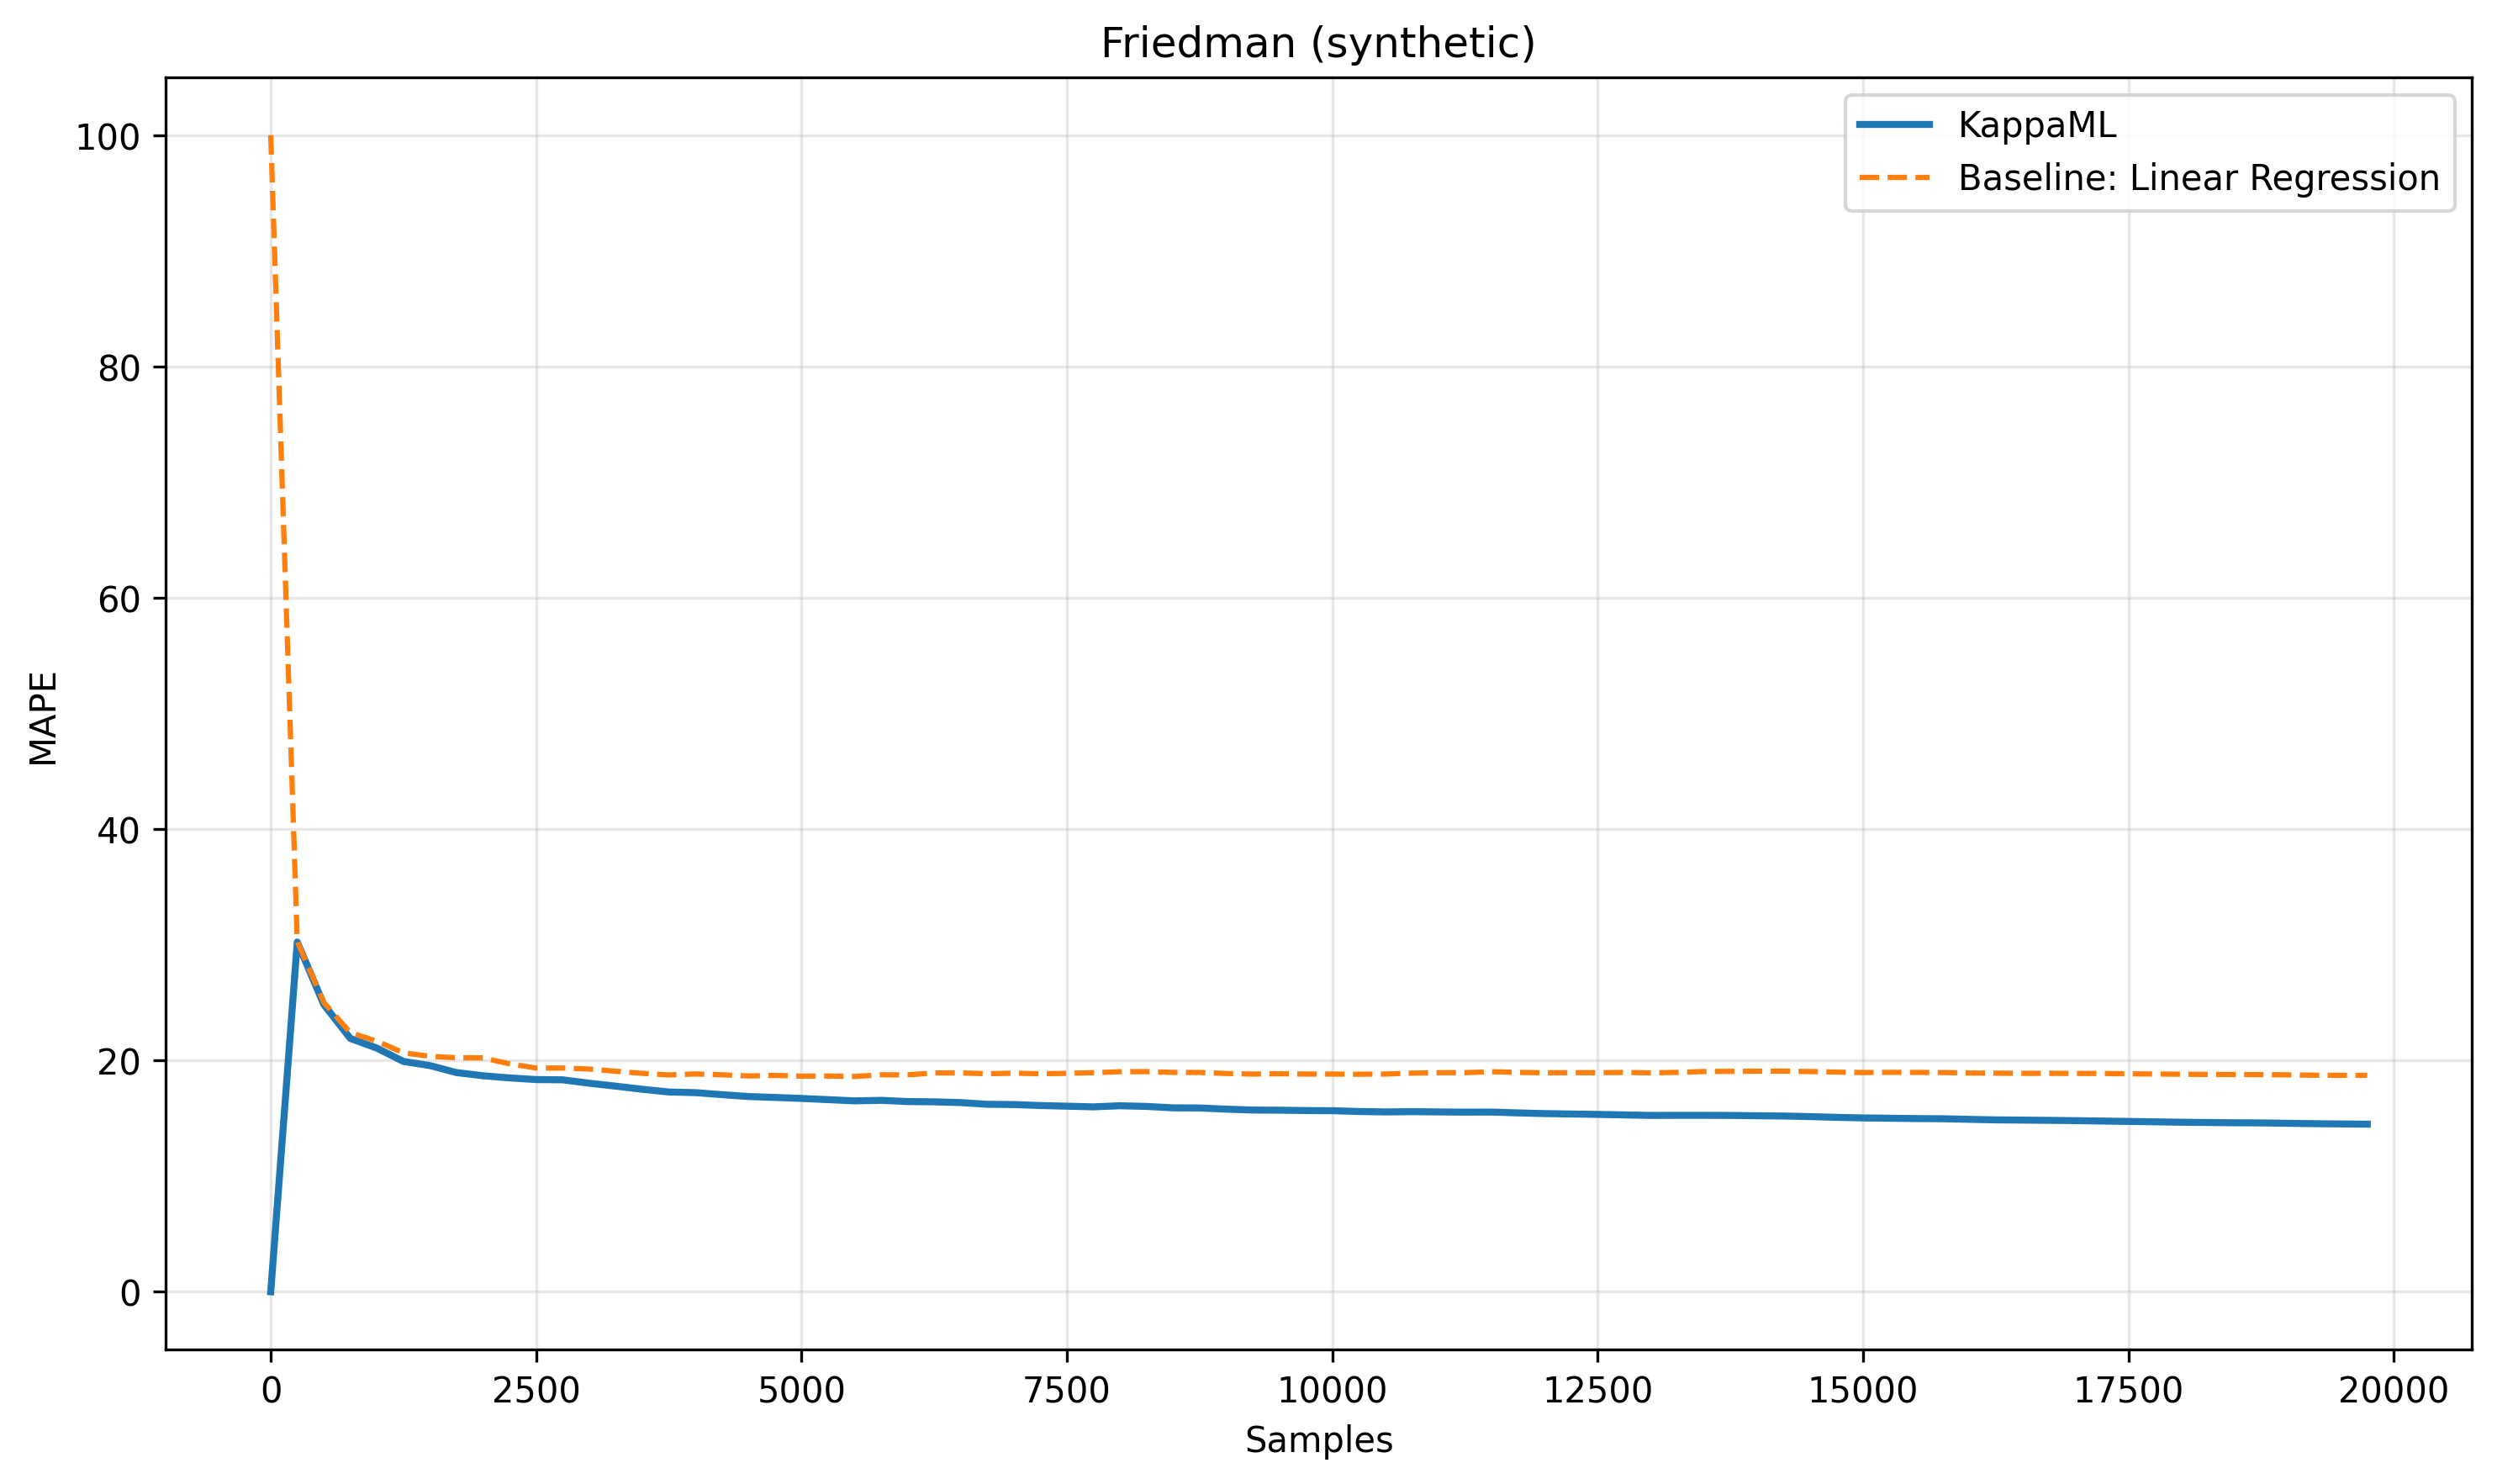 Friedman (synthetic)
KappaML
Baseline: Linear Regression
MAPE
100
80
60
40
20
0
0 2500 5000 7500 10000 12500 15000 17500 20000
Samples